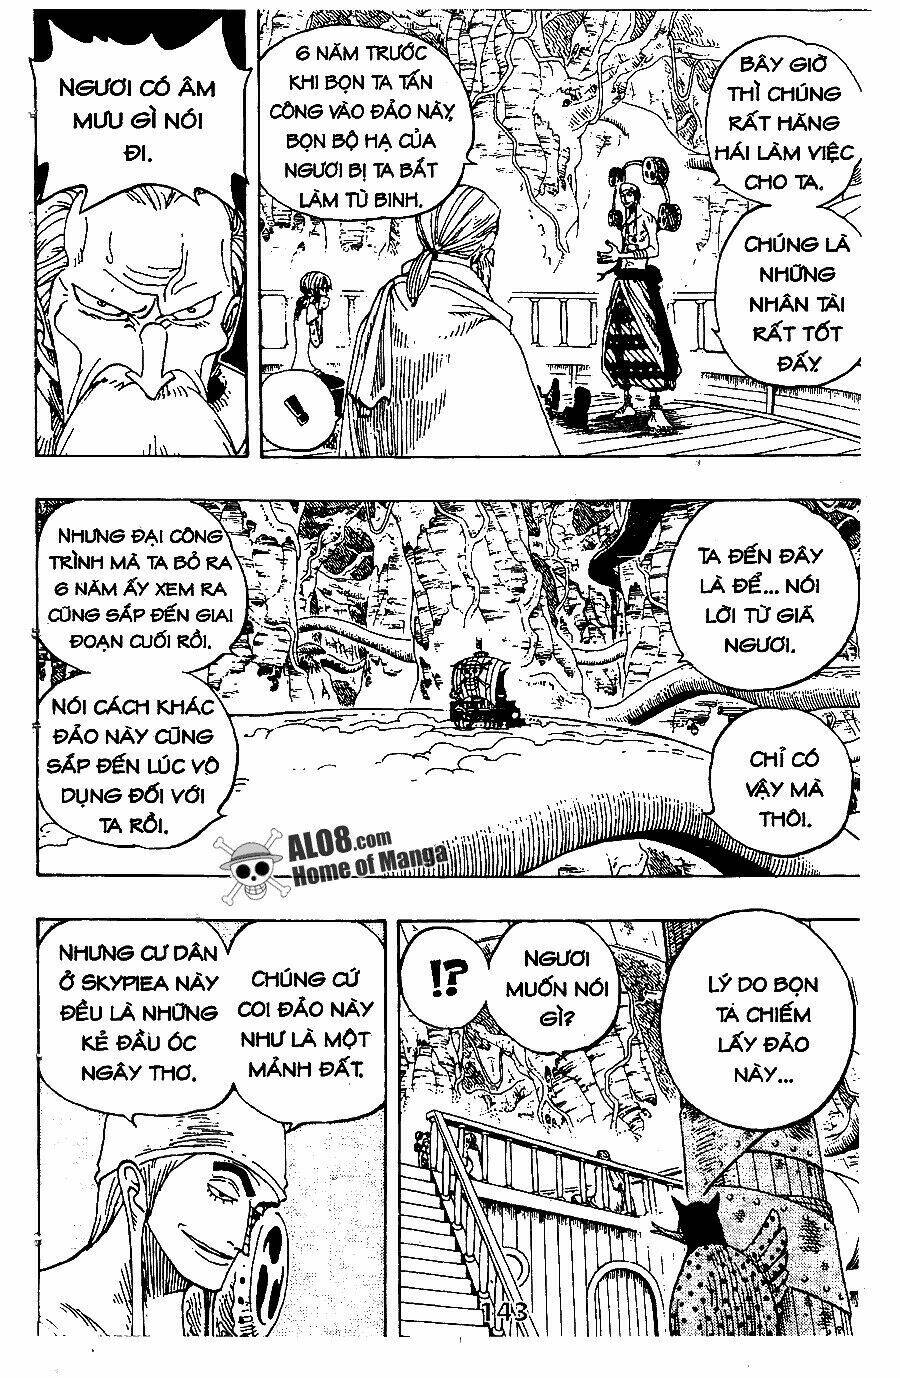 BÂY GIỜ
THÌ CHÚNG
RẤT HĂNG
HÁI LÀM VIỆC
CHO TA.
CHÚNG LÀ
NHỮNG
NHÂN TÀI
RẤT TỐT
ĐẤY.
6 NĂM TRƯỚC
KHI BỌN TA TẤN
CÔNG VÀO ĐẢO NÀY,
BỌN BỘ HẠ CỦA
NGƯƠI BỊ TA BẮT
LÀM TÙ BINH.
!
NGƯƠI CÓ ÂM
MƯU GÌ NÓI
ĐI.
TA ĐẾN ĐÂY
LÀ ĐỂ... NÓI
LỜI TỪ GIÃ
NGƯƠI.
CHỈ CÓ
VẬY MÀ
THÔI.
NHƯNG ĐẠI CÔNG
TRÌNH MÀ TA BỎ RA
6 NĂM ẤY XEM RA
CŨNG SẮP ĐẾN GIAI
ĐOẠN CUỐI RỒI.
NÓI CÁCH KHÁC
ĐẢO NÀY CŨNG
SẮP ĐẾN LÚC VÔ
DỤNG ĐỐI VỚI
TA RỒI.
ALO8.com
Home of Manga
LÝ DO BỌN
TA CHIẾM
LẤY ĐẢO
NÀY...
NGƯƠI
MUỐN NÓI
GÌ?
!?
CHÚNG CỨ
COI ĐẢO NÀY
NHƯ LÀ MỘT
MẢNH ĐẤT.
NHƯNG CƯ DÂN
Ở SKYPIEA NÀY
ĐỀU LÀ NHỮNG
KẺ ĐẦU ÓC
NGÂY THƠ.
143